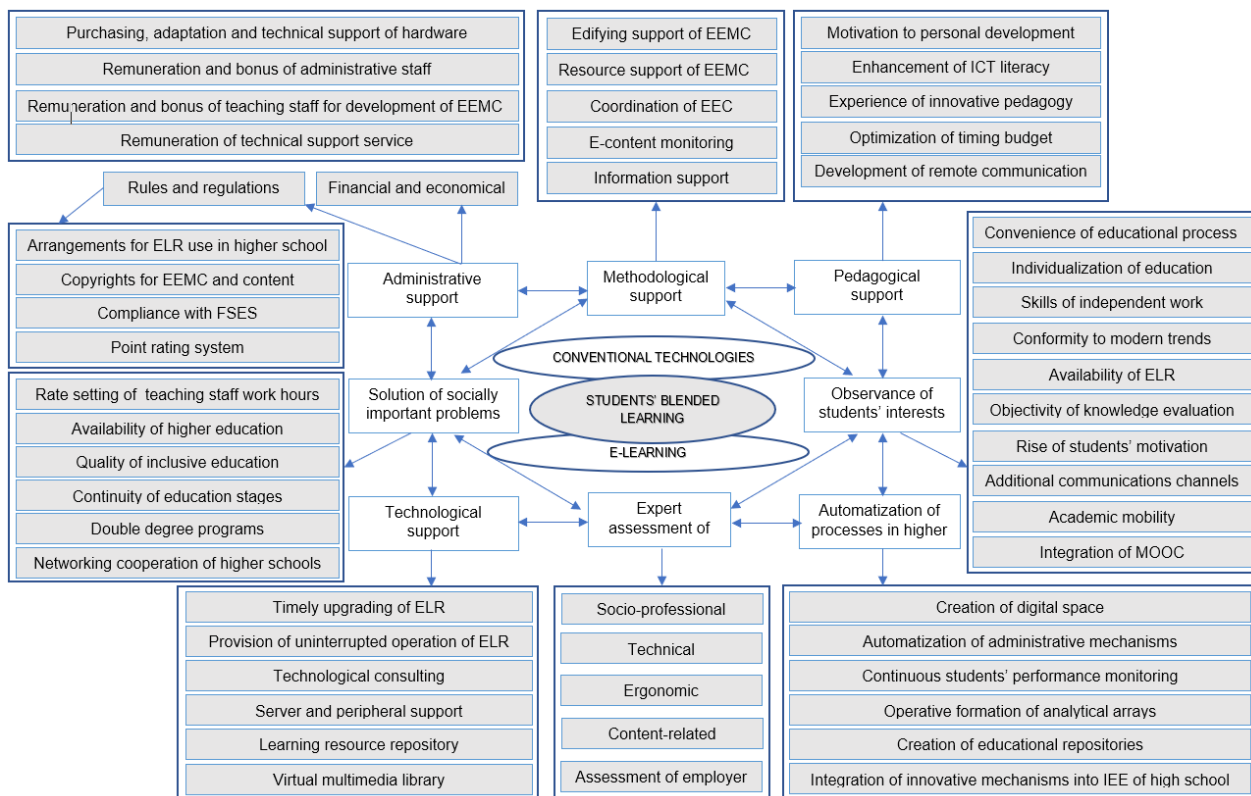 Purchasing, adaptation and technical support of hardware
Remuneration and bonus of administrative staff
Remuneration and bonus of teaching staff for development of EEMC
Remuneration of technical support service
Edifying support of EEMC
Resource support of EEMC
Coordination of EEC
E-content monitoring
Information support
Motivation to personal development
Enhancement of ICT literacy
Experience of innovative pedagogy
Optimization of timing budget
Development of remote communication
Rules and regulations
Financial and economical
Arrangements for ELR use in higher school
Copyrights for EEMC and content
Compliance with FSES
Point rating system
Administrative
support
Methodological
support
Pedagogical
support
Convenience of educational process
Individualization of education
Skills of independent work
Conformity to modern trends
Availability of ELR
Objectivity of knowledge evaluation
Rise of students' motivation
Additional communications channels
Academic mobility
Integration of MOOC
Rate setting of teaching staff work hours
Availability of higher education
Quality of inclusive education
Continuity of education stages
Double degree programs
Networking cooperation of higher schools
Solution of socially
important problems
CONVENTIONAL TECHNOLOGIES
STUDENTS' BLENDED
LEARNING
E-LEARNING
Observance of
students' interests
Technological
support
Expert
assessment of
Automatization of
processes in higher
Timely upgrading of ELR
Provision of uninterrupted operation of ELR
Technological consulting
Server and peripheral support
Learning resource repository
Virtual multimedia library
Socio-professional
Technical
Ergonomic
Content-related
Assessment of employer
Creation of digital space
Automatization of administrative mechanisms
Continuous students' performance monitoring
Operative formation of analytical arrays
Creation of educational repositories
Integration of innovative mechanisms into IEE of high school